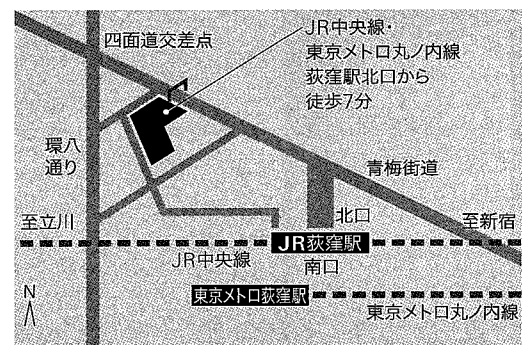 四面道交差点
JR中央線・
東京メトロ丸ノ内線
荻窪駅北口から
徒歩7分
環八
通り
青梅街道
北口
至立川
至新宿
JR荻窪駅
JR中央線
南口
N
東京メトロ荻窪駅
東京メトロ丸ノ内線